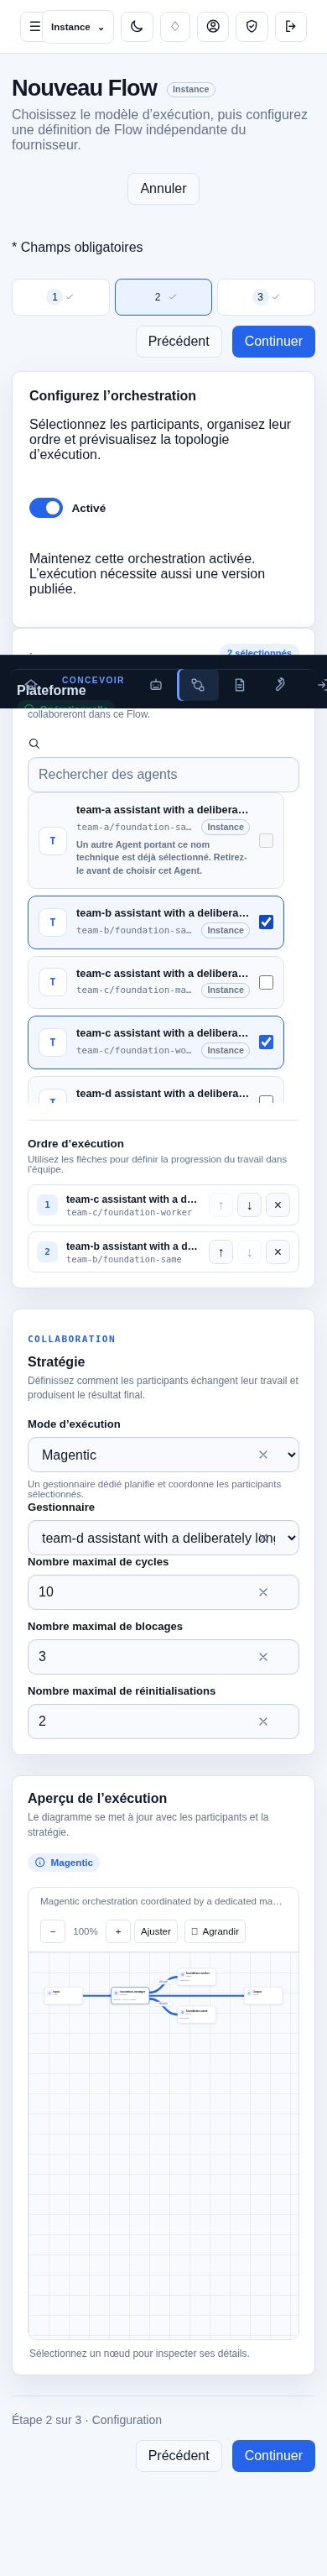 Instance
Nouveau Flow
Instance
Choisissez le modèle d’exécution, puis configurez
une définition de Flow indépendante du
fournisseur.
Annuler
* Champs obligatoires
1
2
3
Précédent
Continuer
Configurez l’orchestration
Sélectionnez les participants, organisez leur
ordre et prévisualisez la topologie
d’exécution.
Activé
Maintenez cette orchestration activée.
L’exécution nécessite aussi une version
publiée.
2 sélectionnés
CONCEVOIR
Plateforme
Opérationnelle
collaboreront dans ce Flow.
Rechercher des agents
T
team-a assistant with a delibera…
team-a/foundation-sa…
Instance
Un autre Agent portant ce nom
technique est déjà sélectionné. Retirez-
le avant de choisir cet Agent.
T
team-b assistant with a delibera…
team-b/foundation-sa…
Instance
T
team-c assistant with a delibera…
team-c/foundation-ma…
Instance
T
team-c assistant with a delibera…
team-c/foundation-wo…
Instance
T
team-d assistant with a delibera…
Ordre d’exécution
Utilisez les flèches pour définir la progression du travail dans
l’équipe.
1
team-c assistant with a d…
team-c/foundation-worker
2
team-b assistant with a d…
team-b/foundation-same
COLLABORATION
Stratégie
Définissez comment les participants échangent leur travail et
produisent le résultat final.
Mode d’exécution
Magentic
Un gestionnaire dédié planifie et coordonne les participants
sélectionnés.
Gestionnaire
team-d assistant with a deliberately long
Nombre maximal de cycles
10
Nombre maximal de blocages
3
Nombre maximal de réinitialisations
2
Aperçu de l’exécution
Le diagramme se met à jour avec les participants et la
stratégie.
Magentic
Magentic orchestration coordinated by a dedicated ma…
−
100%
+
Ajuster
Agrandir
Sélectionnez un nœud pour inspecter ses détails.
Étape 2 sur 3 · Configuration
Précédent
Continuer